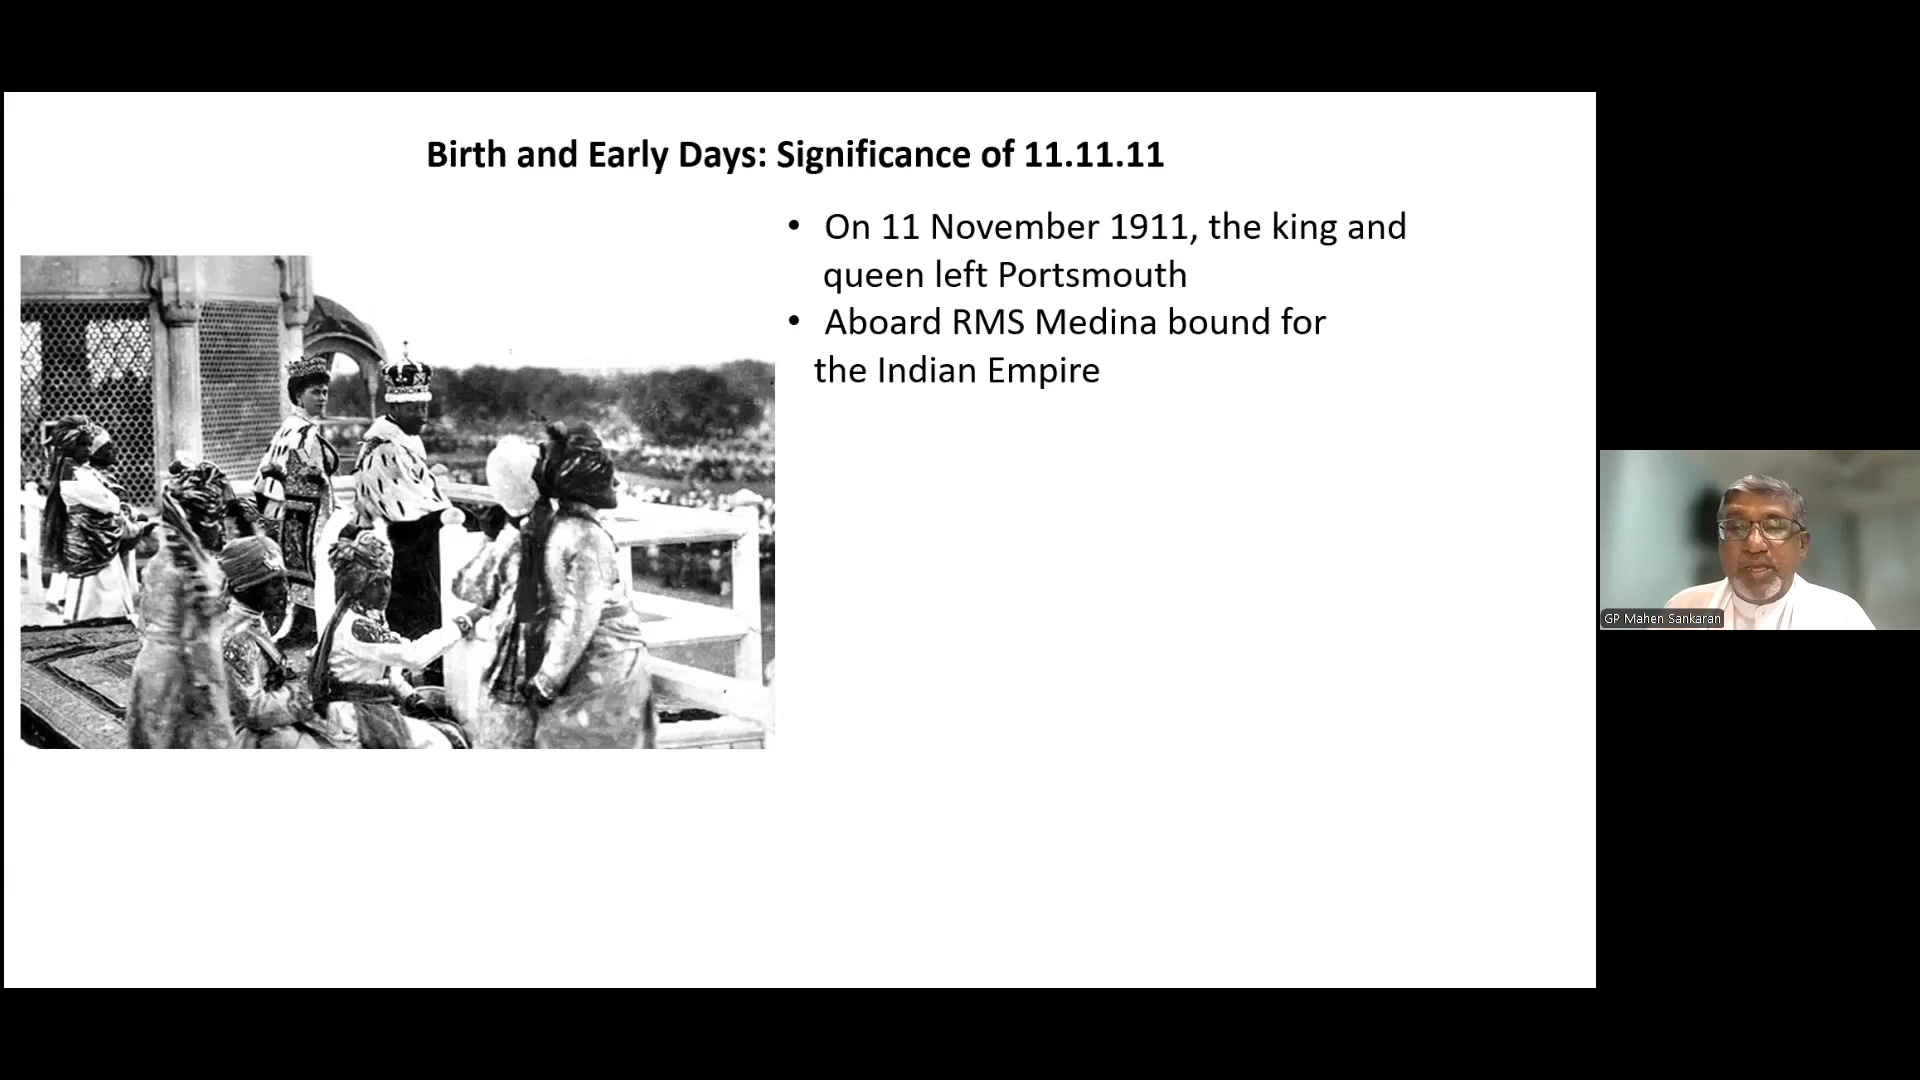 Birth and Early Days: Significance of 11.11.11
• On 11 November 1911, the king and
queen left Portsmouth
• Aboard RMS Medina bound for
the Indian Empire
GP Mahen Sankaran